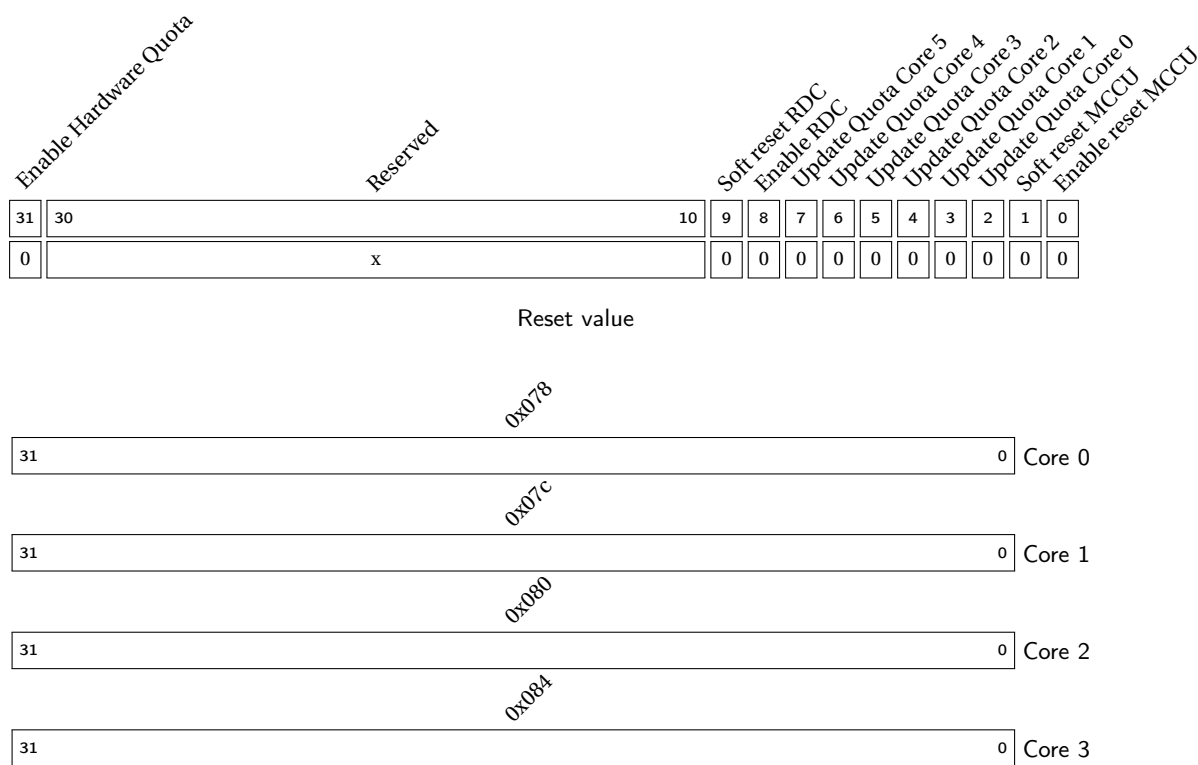 Enable Hardware Quota
Reserved
Soft reset RDC
Enable RDC
Update Quota Core 5
Update Quota Core 4
Update Quota Core 3
Update Quota Core 2
Update Quota Core 1
Update Quota Core 0
Soft reset MCCU
Enable reset MCCU
31 30 10 9 8 7 6 5 4 3 2 1 0
0 x 0 0 0 0 0 0 0 0 0 0
Reset value
0x078
31 0 Core 0
0x07c
31 0 Core 1
0x080
31 0 Core 2
0x084
31 0 Core 3